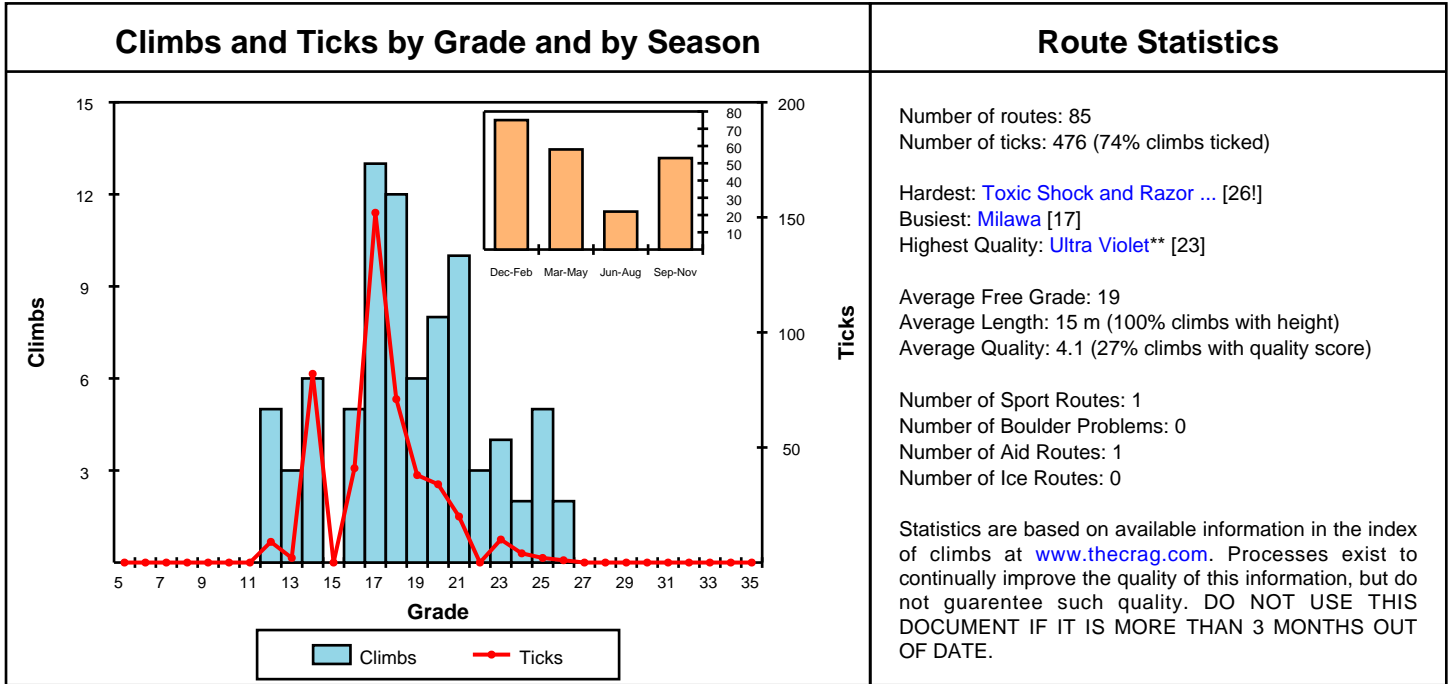 Climbs and Ticks by Grade and by Season
Route Statistics
15
12
9
6
3
Climbs
200
150
100
50
Ticks
80
70
60
50
40
30
20
10
Dec-Feb Mar-May Jun-Aug Sep-Nov
5 7 9 11 13 15 17 19 21 23 25 27 29 31 33 35
Grade
Climbs Ticks
Number of routes: 85
Number of ticks: 476 (74% climbs ticked)
Hardest: Toxic Shock and Razor ... [26!]
Busiest: Milawa [17]
Highest Quality: Ultra Violet** [23]
Average Free Grade: 19
Average Length: 15 m (100% climbs with height)
Average Quality: 4.1 (27% climbs with quality score)
Number of Sport Routes: 1
Number of Boulder Problems: 0
Number of Aid Routes: 1
Number of Ice Routes: 0
Statistics are based on available information in the index
of climbs at www.thecrag.com. Processes exist to
continually improve the quality of this information, but do
not guarentee such quality. DO NOT USE THIS
DOCUMENT IF IT IS MORE THAN 3 MONTHS OUT
OF DATE.